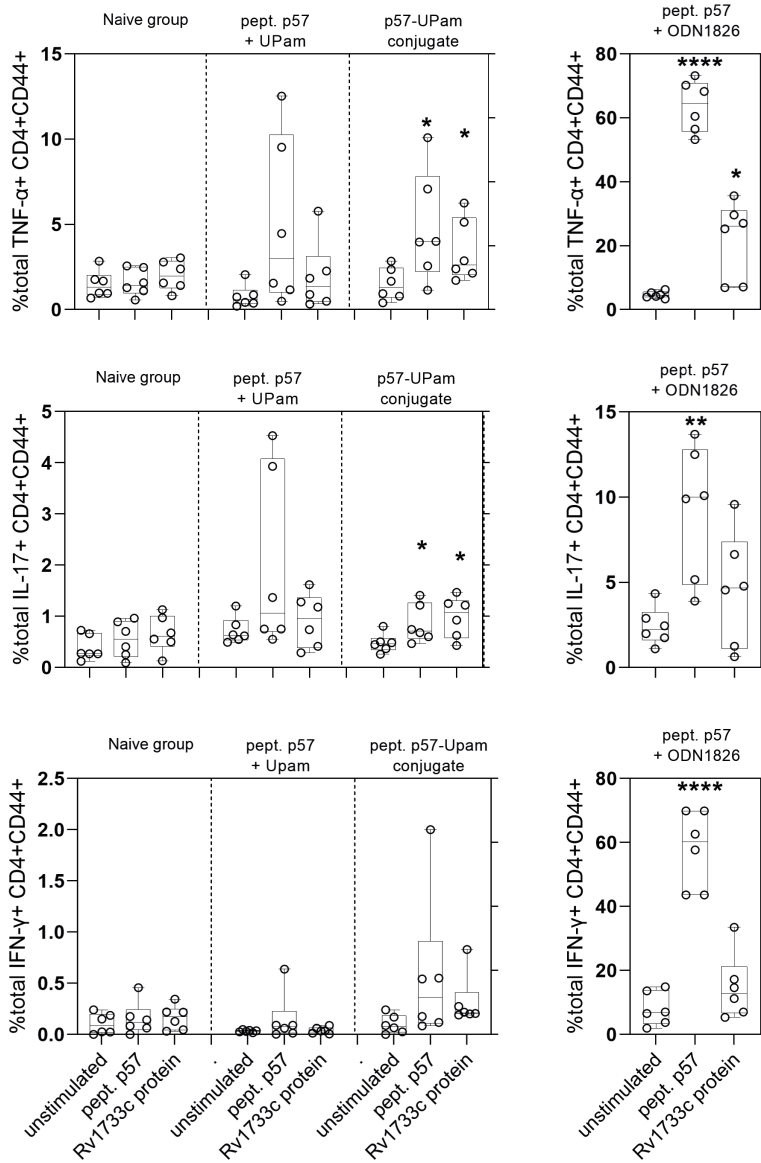 Naive group
pept. p57
+ UPam
p57-UPam
conjugate
pept. p57
+ ODN1826
%total TNF-α+ CD4+CD44+
15
10
5
0
*
*
%total TNF-α+ CD4+CD44+
80
60
40
20
0
****
*
Naive group
pept. p57
+ UPam
p57-UPam
conjugate
pept. p57
+ ODN1826
%total IL-17+ CD4+CD44+
5
4
3
2
1
0
*
*
%total IL-17+ CD4+CD44+
15
10
5
0
**
Naive group
pept. p57
+ Upam
pept. p57-Upam
conjugate
pept. p57
+ ODN1826
%total IFN-γ+ CD4+CD44+
2.5
2.0
1.5
1.0
0.5
0.0
%total IFN-γ+ CD4+CD44+
80
60
40
20
0
****
unstimulated
pept. p57
Rv1733c protein
unstimulated
pept. p57
Rv1733c protein
unstimulated
pept. p57
Rv1733c protein
unstimulated
pept. p57
Rv1733c protein